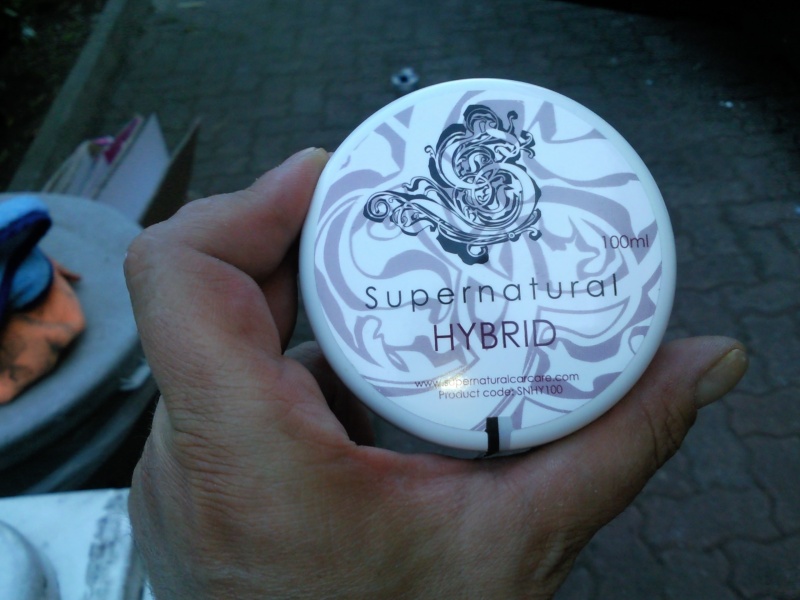 100ml
Supernatural
HYBRID
www.supernaturalcarcare.com
Product code: SNHY100